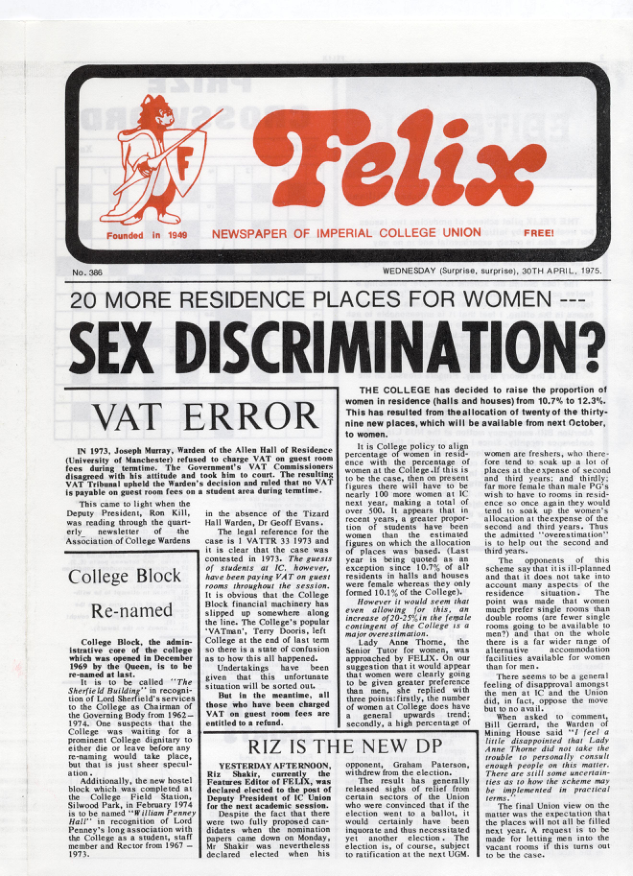 F
Felix
Founded in 1949
NEWSPAPER OF IMPERIAL COLLEGE UNION
FREE!
No. 386
WEDNESDAY (Surprise, surprise), 30TH APRIL, 1975.
20 MORE RESIDENCE PLACES FOR WOMEN ---
SEX DISCRIMINATION?
VAT ERROR
IN 1973, Joseph Murray, Warden of the Allen Hall of Residence
(University of Manchester) refused to charge VAT on guest room
fees during temtime. The Government's VAT Commissioners
disagreed with his attitude and took him to court. The resulting
VAT Tribunal upheld the Warden's decision and ruled that no VAT
is payable on guest room fees on a student area during temtime.
This came to light when the
Deputy President, Ron Kill,
was reading through the quart-
erly newsletter of the
Association of College Wardens
in the absence of the Tizard
Hall Warden, Dr Geoff Evans.
The legal reference for the
case is 1 VATTR 33 1973 and
it is clear that the case was
contested in 1973. The guests
of students at IC, however,
have been paying VAT on guest
rooms throughout the session.
It is obvious that the College
Block financial machinery has
slipped up somewhere along
the line. The College's popular
'VATman', Terry Dooris, left
College at the end of last term
so there is a state of confusion
as to how this all happened.
Undertakings have been
given that this unfortunate
situation will be sorted out.
But in the meantime, all
those who have been charged
VAT on guest room fees are
entitled to a refund.
College Block
Re-named
College Block, the admin-
istrative core of the college
which was opened in December
1969 by the Queen, is to be
re-named at last.
It is to be called "The
Sherfield Building" in recogniti-
on of Lord Sherfield's services
to the College as Chairman of
the Governing Body from 1962-
1974. One suspects that the
College was waiting for a
prominent College dignitary to
either die or leave before any
re-naming would take place,
but that is just sheer specul-
ation.
Additionally, the new hostel
block which was completed at
the College Field Station,
Silwood Park, in February 1974
is to be named "William Penney
Hall" in recognition of Lord
Penney's long association with
the College as a student, staff
member and Rector from 1967 -
1973.
THE COLLEGE has decided to raise the proportion of
women in residence (halls and houses) from 10.7% to 12.3%.
This has resulted from the allocation of twenty of the thirty-
nine new places, which will be available from next October,
to women.
It is College policy to align
percentage of women in resid-
ence with the percentage of
women at the College. If this is
to be the case, then on present
figures there will have to be
nearly 100 more women at IC
next year, making a total of
over 500. It appears that in
recent years, a greater propor-
tion of students have been
women than the estimated
figures on which the allocation
of places was based. (Last
year is being quoted as an
exception since 10.7% of all
residents in halls and houses
were female whereas they only
formed 10.1% of the College).
However it would seem that
even allowing for this, an
increase of 20-25% in the female
contingent of the College is a
major overestimation.
Lady Anne Thorne, the
Senior Tutor for women, was
approached by FELIX. On our
suggestion that it would appear
that women were clearly going
to be given greater preference
than men, she replied with
three points: firstly, the number
of women at College does have
a general upwards trend;
secondly, a high percentage of
women are freshers, who there-
fore tend to soak up a lot of
places at the expense of second
and third years; and thirdly;
far more female than male PG's
wish to have to rooms in resid-
ence so once again they would
tend to soak up the women's
allocation at the expense of the
second and third years. Thus
the admitted "overestimation"
is to help out the second and
third years.
The opponents of this
scheme say that it is ill-planned
and that it does not take into
account many aspects of the
residence situation. The
point was made that women
much prefer single rooms than
double rooms (are fewer single
rooms going to be available to
men?) and that on the whole
there is a far wider range of
alternative accommodation
facilities available for women
than for men.
There seems to be a general
feeling of disapproval amongst
the men at IC and the Union
did, in fact, oppose the move
but to no avail.
When asked to comment,
Bill Gerrard, the Warden of
Mining House said "I feel a
little disappointed that Lady
Anne Thorne did not take the
trouble to personally consult
enough people on this matter.
There are still some uncertain-
ties as to how the scheme may
be implemented in practical
terms."
The final Union view on the
matter was the expectation that
the places will not all be filled
next year. A request is to be
made for letting men into the
vacant rooms if this turns out
to be the case.
RIZ IS THE NEW DP
YESTERDAY AFTERNOON,
Riz Shakir, currently the
Features Editor of FELIX, was
declared elected to the post of
Deputy President of IC Union
for the next academic session.
Despite the fact that there
were two fully proposed can-
didates when the nomination
papers came down on Monday,
Mr Shakir was nevertheless
declared elected when his
opponent, Graham Paterson,
withdrew from the election.
The result has generally
released sighs of relief from
certain sectors of the Union
who were convinced that if the
election went to a ballot, it
would certainly have been
inquorate and thus necessitated
yet another election. The
election is, of course, subject
to ratification at the next UGM.